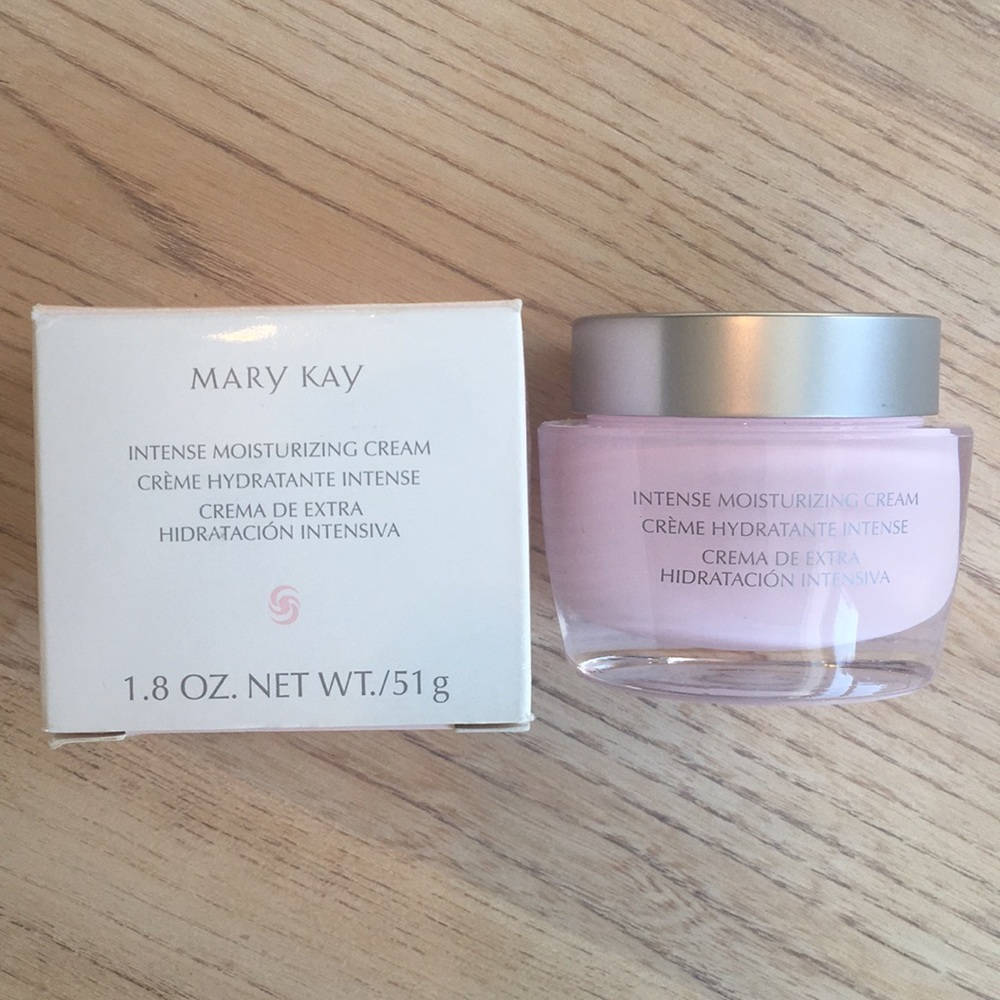 MARY KAY
INTENSE MOISTURIZING CREAM
CRÈME HYDRATANTE INTENSE
CREMA DE EXTRA
HIDRATACIÓN INTENSIVA
1.8 OZ. NET WT./51 g
INTENSE MOISTURIZING CREAM
CRÈME HYDRATANTE INTENSE
CREMA DE EXTRA
HIDRATACIÓN INTENSIVA